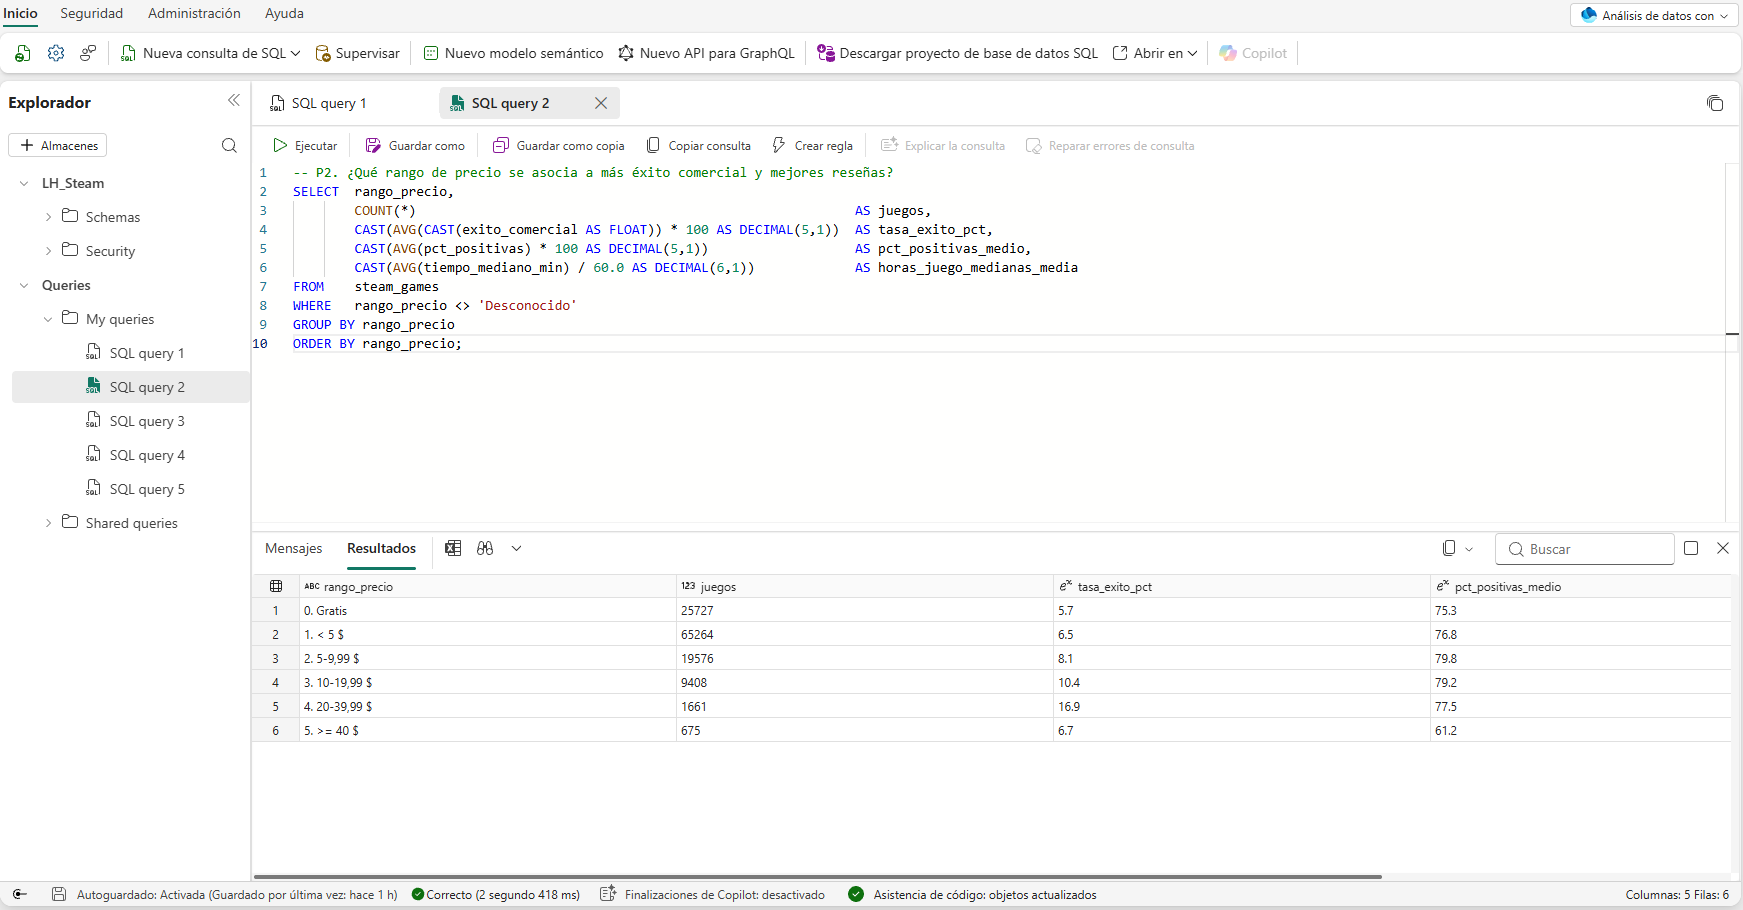 Inicio Seguridad Administración Ayuda
Análisis de datos con
Nueva consulta de SQL Supervisar Nuevo modelo semántico Nuevo API para GraphQL Descargar proyecto de base de datos SQL Abrir en Copilot
Explorador
SQL query 1 SQL query 2
Almacenes
Ejecutar Guardar como Guardar como copia Copiar consulta Crear regla Explicar la consulta Reparar errores de consulta
LH_Steam
Schemas
Security
Queries
My queries
SQL query 1
SQL query 2
SQL query 3
SQL query 4
SQL query 5
Shared queries
1 -- P2. ¿Qué rango de precio se asocia a más éxito comercial y mejores reseñas?
2 SELECT rango_precio,
3 COUNT(*) AS juegos,
4 CAST(AVG(CAST(exito_comercial AS FLOAT)) * 100 AS DECIMAL(5,1)) AS tasa_exito_pct,
5 CAST(AVG(pct_positivas) * 100 AS DECIMAL(5,1)) AS pct_positivas_medio,
6 CAST(AVG(tiempo_mediano_min) / 60.0 AS DECIMAL(6,1)) AS horas_juego_medianas_media
7 FROM steam_games
8 WHERE rango_precio <> 'Desconocido'
9 GROUP BY rango_precio
10 ORDER BY rango_precio;
Mensajes Resultados
Buscar
ABC rango_precio 123 juegos eˣ tasa_exito_pct eˣ pct_positivas_medio
1 0. Gratis 25727 5.7 75.3
2 1. < 5 $ 65264 6.5 76.8
3 2. 5-9,99 $ 19576 8.1 79.8
4 3. 10-19,99 $ 9408 10.4 79.2
5 4. 20-39,99 $ 1661 16.9 77.5
6 5. >= 40 $ 675 6.7 61.2
Autoguardado: Activada (Guardado por última vez: hace 1 h) Correcto (2 segundo 418 ms) Finalizaciones de Copilot: desactivado Asistencia de código: objetos actualizados Columnas: 5 Filas: 6